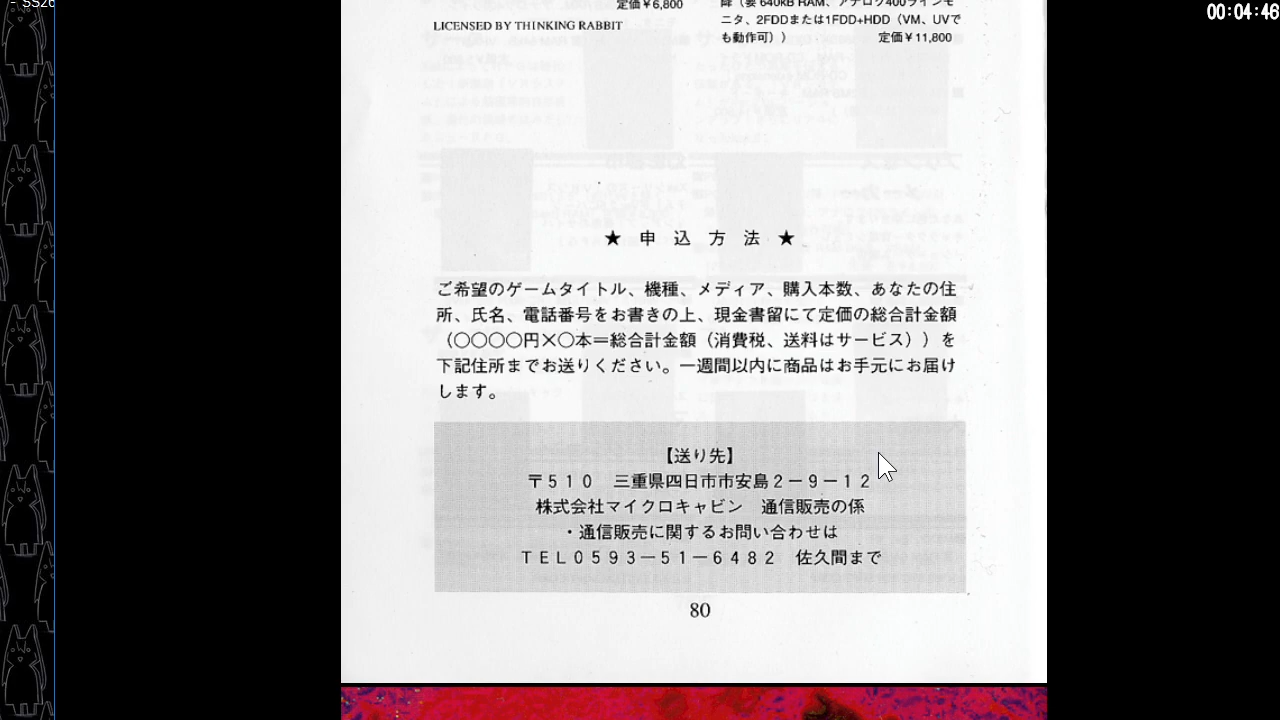 - SS26
00:04:46
定価￥6,800
LICENSED BY THINKING RABBIT
降（要 640kB RAM、アナログ400ラインモ
ニタ、2FDDまたは1FDD+HDD（VM、UVで
も動作可））
定価￥11,800
★ 申 込 方 法 ★
ご希望のゲームタイトル、機種、メディア、購入本数、あなたの住
所、氏名、電話番号をお書きの上、現金書留にて定価の総合計金額
（〇〇〇〇円×〇本＝総合計金額（消費税、送料はサービス））を
下記住所までお送りください。一週間以内に商品はお手元にお届け
します。
【送り先】
〒５１０　三重県四日市市安島２－９－１２
株式会社マイクロキャビン　通信販売の係
・通信販売に関するお問い合わせは
ＴＥＬ０５９３－５１－６４８２　佐久間まで
80